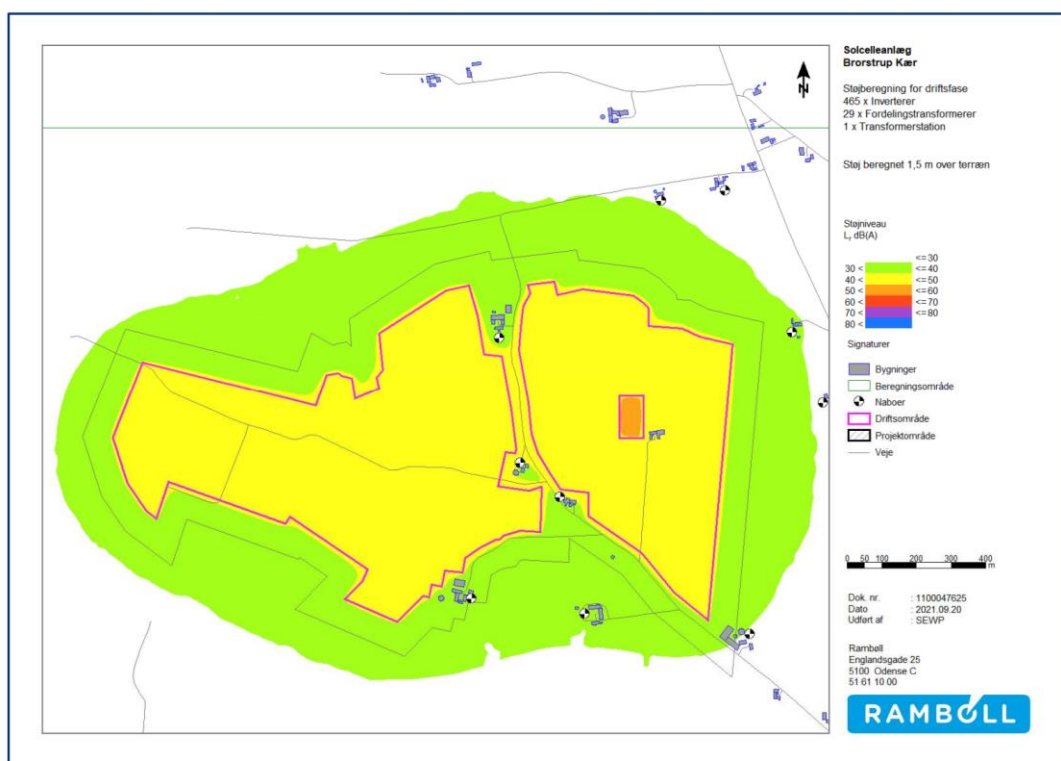 N
Solcelleanlæg
Brorstrup Kær
Støjberegning for driftsfase
465 x Inverterer
29 x Fordelingstransformerer
1 x Transformerstation
Støj beregnet 1,5 m over terræn
Støjniveau
Lr dB(A)
<= 30
30 < <= 40
40 < <= 50
50 < <= 60
60 < <= 70
70 < <= 80
80 <
Signaturer
Bygninger
Beregningsområde
Naboer
Driftsområde
Projektområde
Veje
0 50 100 200 300 400
m
Dok. nr. : 1100047625
Dato : 2021.09.20
Udført af : SEWP
Rambøll
Englandsgade 25
5100 Odense C
51 61 10 00
RAMBOLL